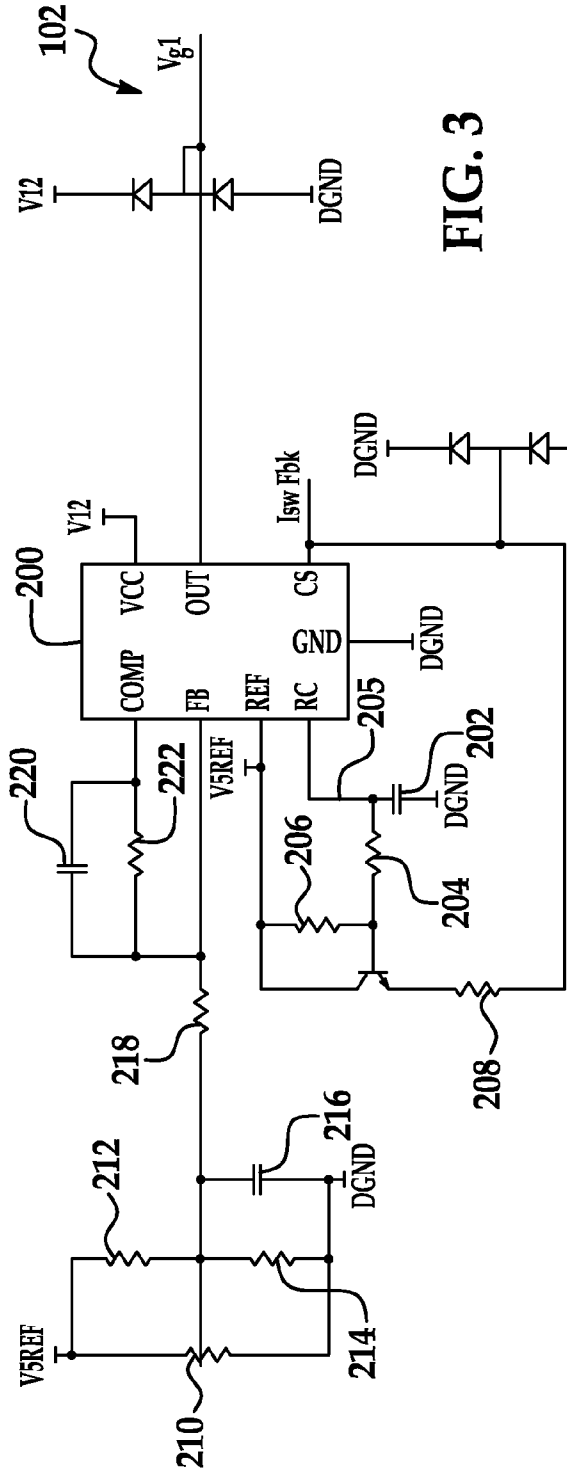 102
V12
Vg1
DGND
FIG. 3
200
V12
COMP
VCC
FB
OUT
REF
RC
CS
GND
Isw Fbk
DGND
DGND
220
222
V5REF
205
206
202
DGND
204
208
218
V5REF
212
216
DGND
214
210